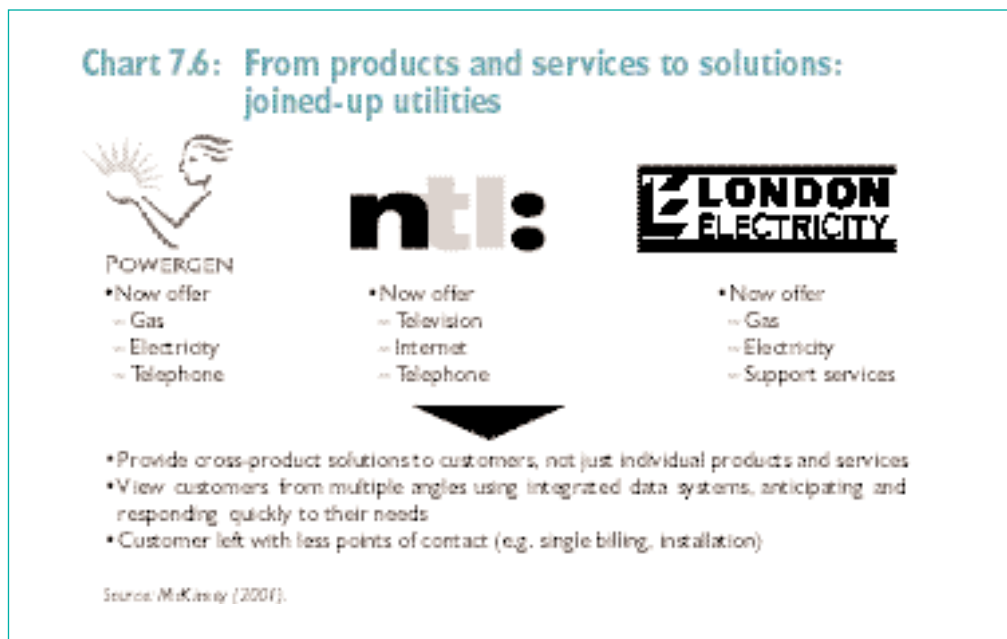 Chart 7.6: From products and services to solutions:
joined-up utilities
POWERGEN
•Now offer
– Gas
– Electricity
– Telephone
ntl:
•Now offer
– Television
– Internet
– Telephone
LONDON
ELECTRICITY
•Now offer
– Gas
– Electricity
– Support services
•Provide cross-product solutions to customers, not just individual products and services
•View customers from multiple angles using integrated data systems, anticipating and
responding quickly to their needs
•Customer left with less points of contact (e.g. single billing, installation)
Source: McKinsey (2001).